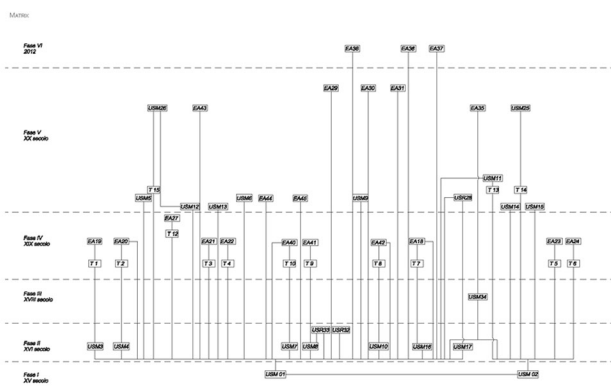 Matrix
Fase VI
2012
EA38 EA36 EA37
EA29 EA30 EA31
USM26 EA43 EA35 USM25
Fase V
XX secolo
USM11
T 15 T 13 T 14
USM5 USM6 EA44 EA45 USM9 USR28
USM12 USM13 USM14 USM15
EA27
T 12
Fase IV
XIX secolo
EA19 EA20 EA21 EA22 EA40 EA41 EA42 EA18 EA23 EA24
T 1 T 2 T 3 T 4 T 10 T 9 T 8 T 7 T 5 T 6
Fase III
XVIII secolo
USM34
USR33 USR32
Fase II
XVI secolo
USM3 USM4 USM7 USM8 USM10 USM16 USM17
Fase I
XV secolo
USM 01 USM 02